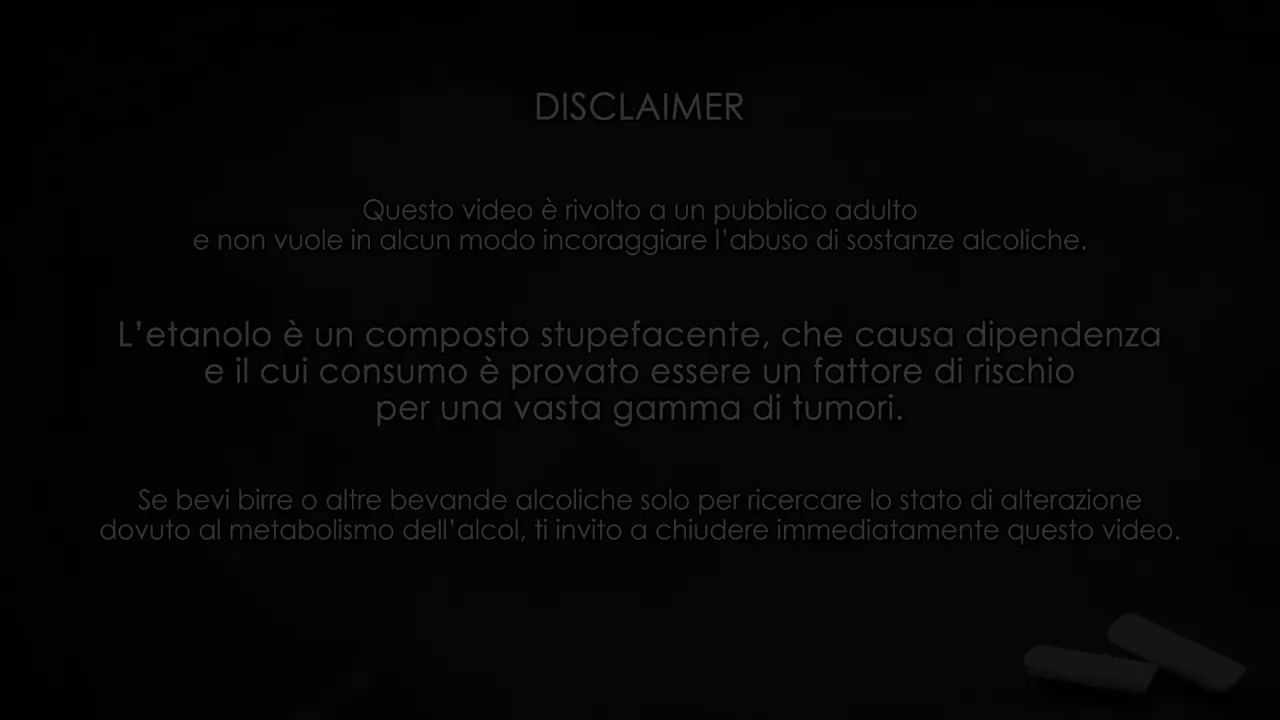 DISCLAIMER
Questo video è rivolto a un pubblico adulto
e non vuole in alcun modo incoraggiare l’abuso di sostanze alcoliche.
L’etanolo è un composto stupefacente, che causa dipendenza
e il cui consumo è provato essere un fattore di rischio
per una vasta gamma di tumori.
Se bevi birre o altre bevande alcoliche solo per ricercare lo stato di alterazione
dovuto al metabolismo dell’alcol, ti invito a chiudere immediatamente questo video.